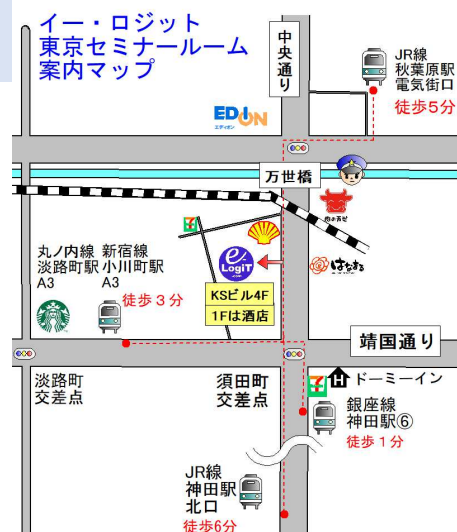 イー・ロジット
東京セミナールーム
案内マップ
中央通り
JR線
秋葉原駅
電気街口
徒歩5分
EDION
エディオン
万世橋
肉の万世
7
e
LogiT
はなまる
丸ノ内線
淡路町駅
A3
新宿線
小川町駅
A3
徒歩3分
KSビル4F
1Fは酒店
靖国通り
淡路町
交差点
須田町
交差点
7
H ドーミーイン
銀座線
神田駅⑥
徒歩1分
JR線
神田駅
北口
徒歩6分